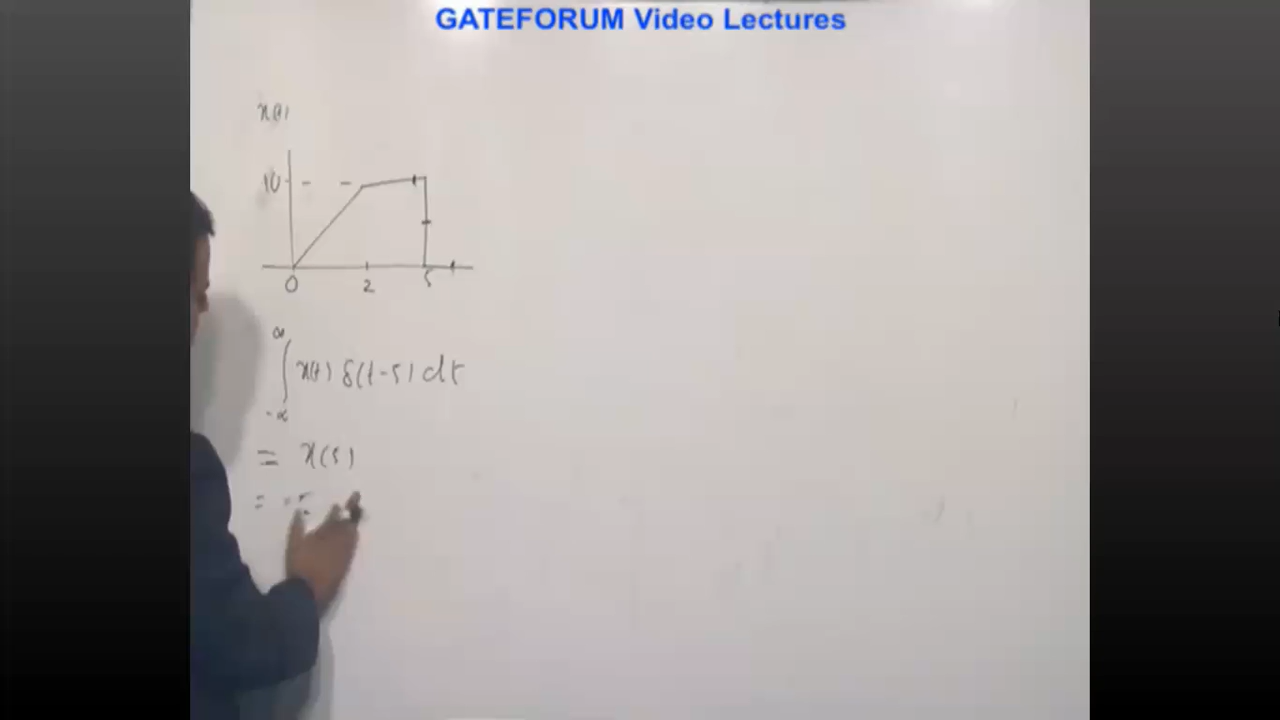 GATEFORUM Video Lectures
x(t)
10
0 2 5
∞
∫ x(t) δ(t-5) dt
-∞
= x(5)
=